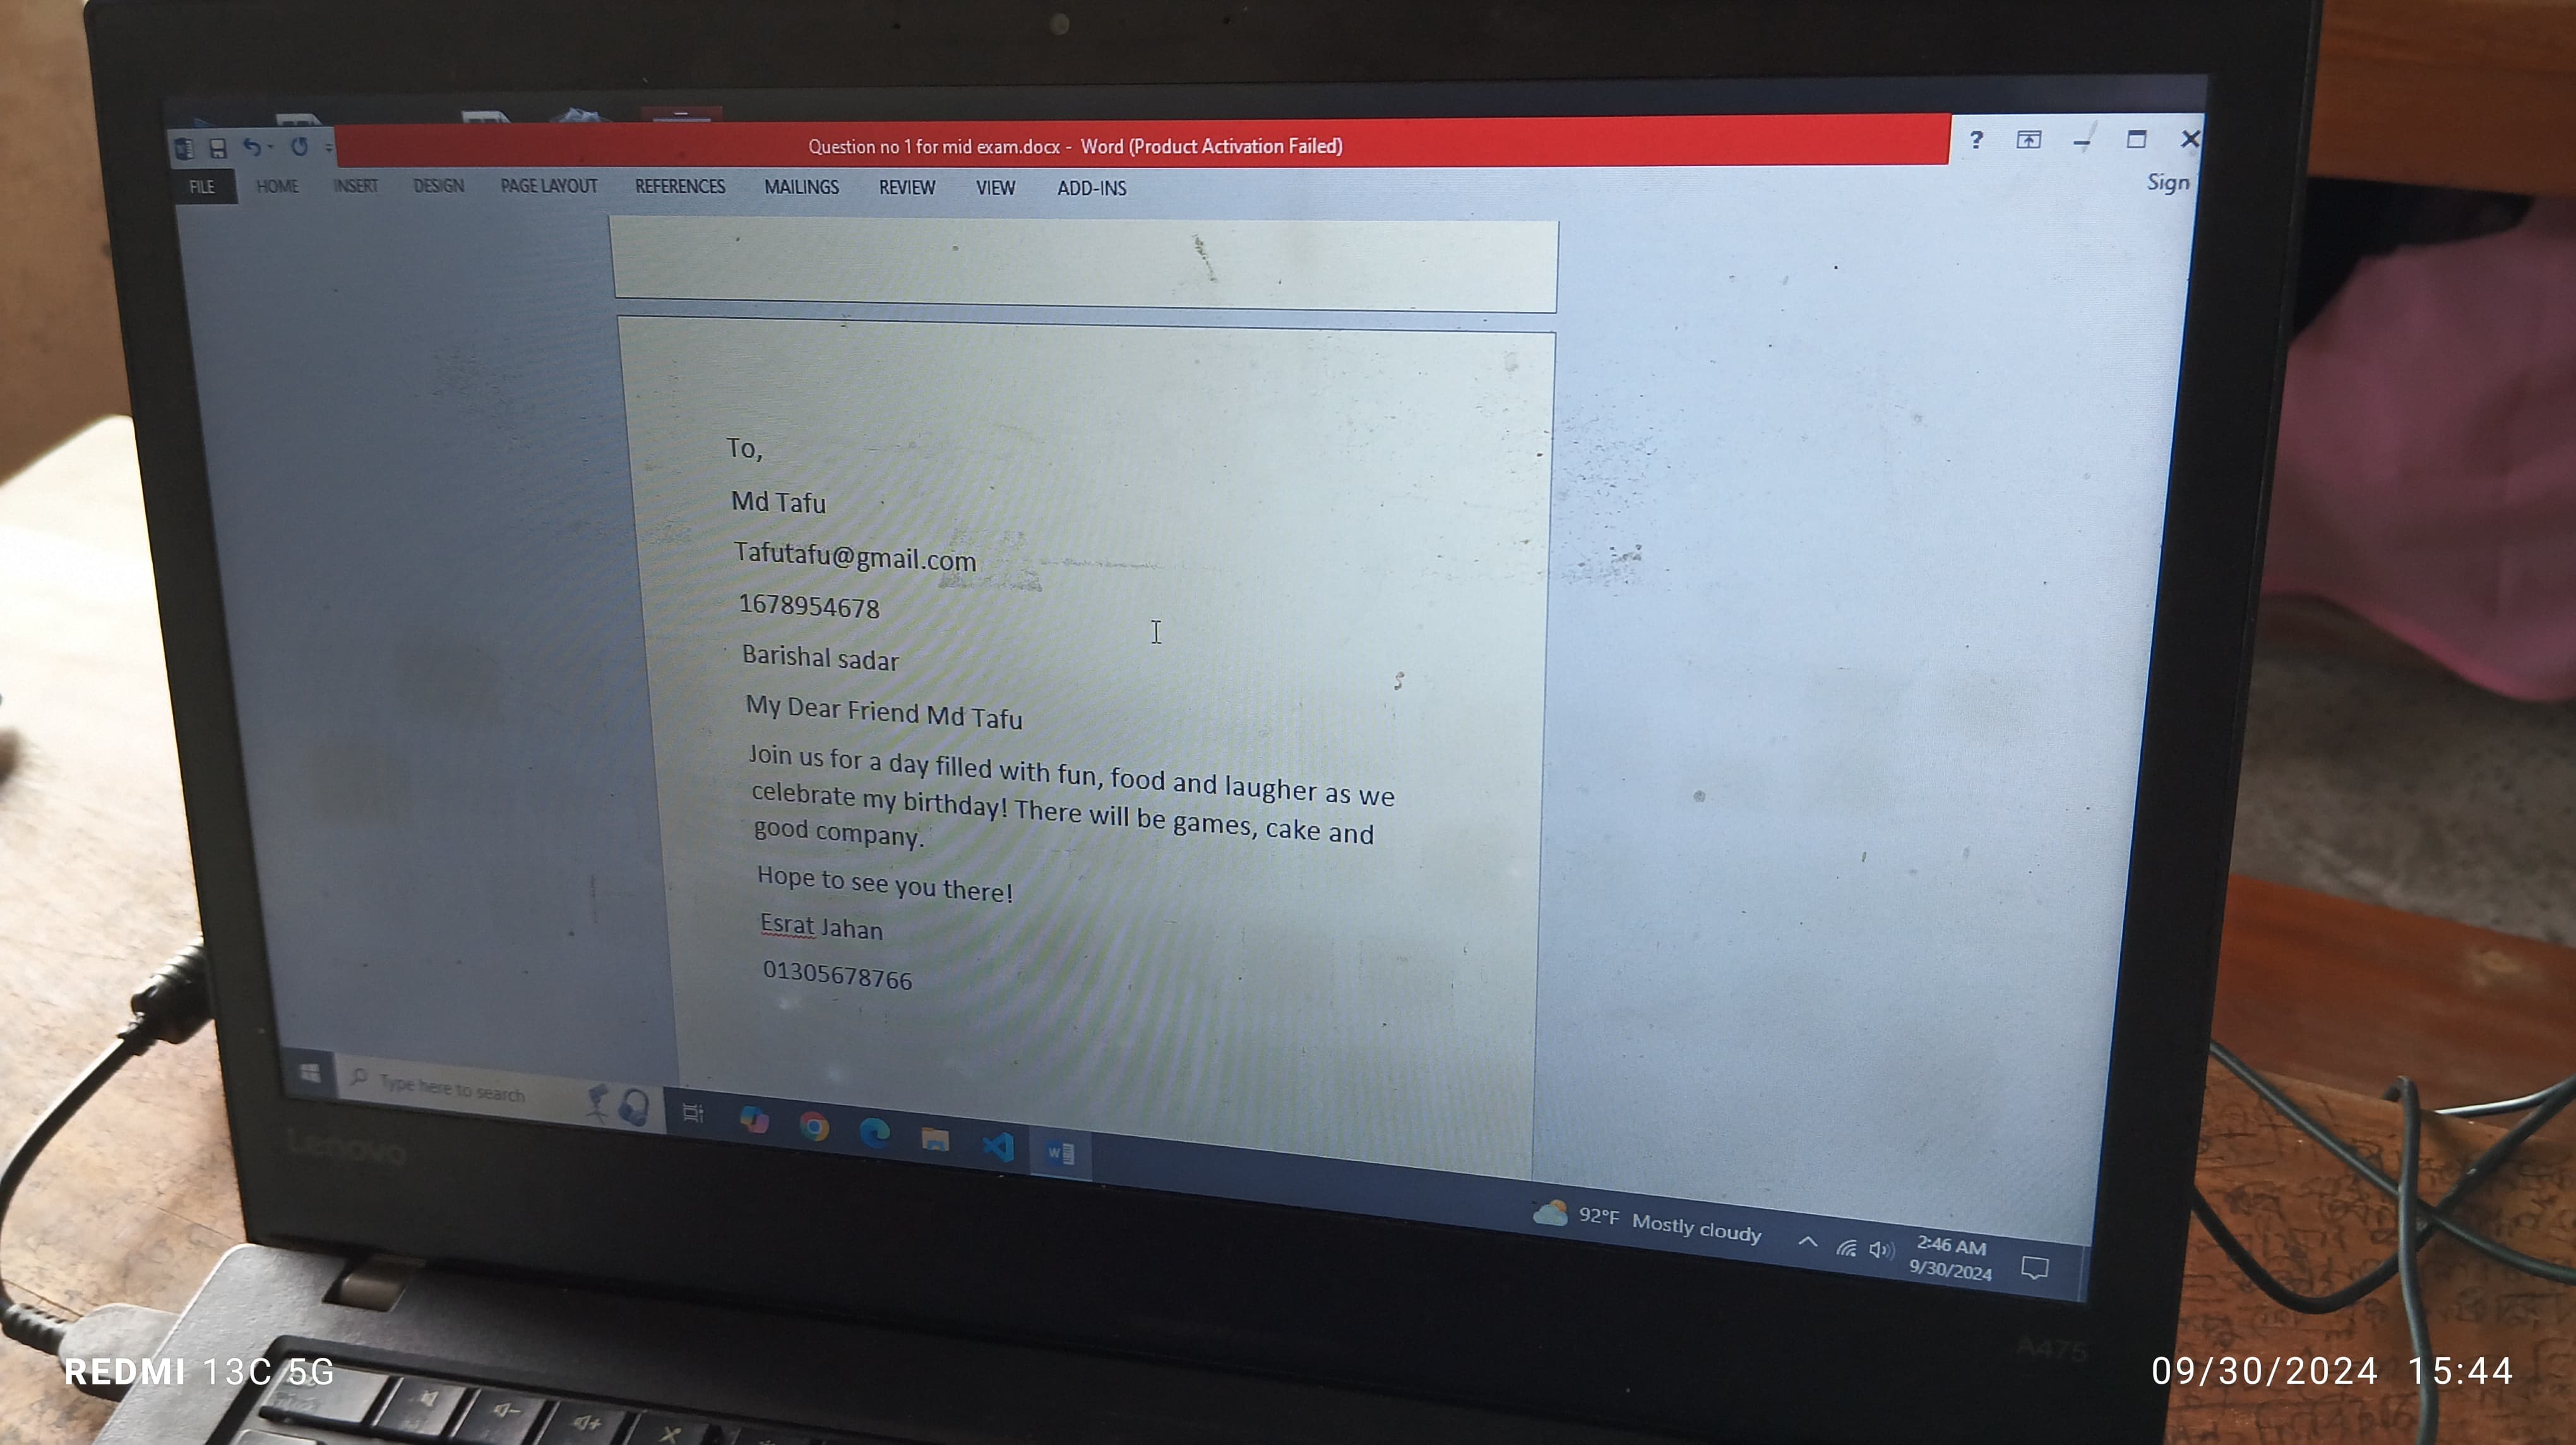 Question no 1 for mid exam.docx - Word (Product Activation Failed)
FILE HOME INSERT DESIGN PAGE LAYOUT REFERENCES MAILINGS REVIEW VIEW ADD-INS Sign
To,
Md Tafu
Tafutafu@gmail.com
1678954678
Barishal sadar
My Dear Friend Md Tafu
Join us for a day filled with fun, food and laugher as we
celebrate my birthday! There will be games, cake and
good company.
Hope to see you there!
Esrat Jahan
01305678766
Type here to search
92°F Mostly cloudy
2:46 AM
9/30/2024
Lenovo
A475
REDMI 13C 5G
09/30/2024 15:44